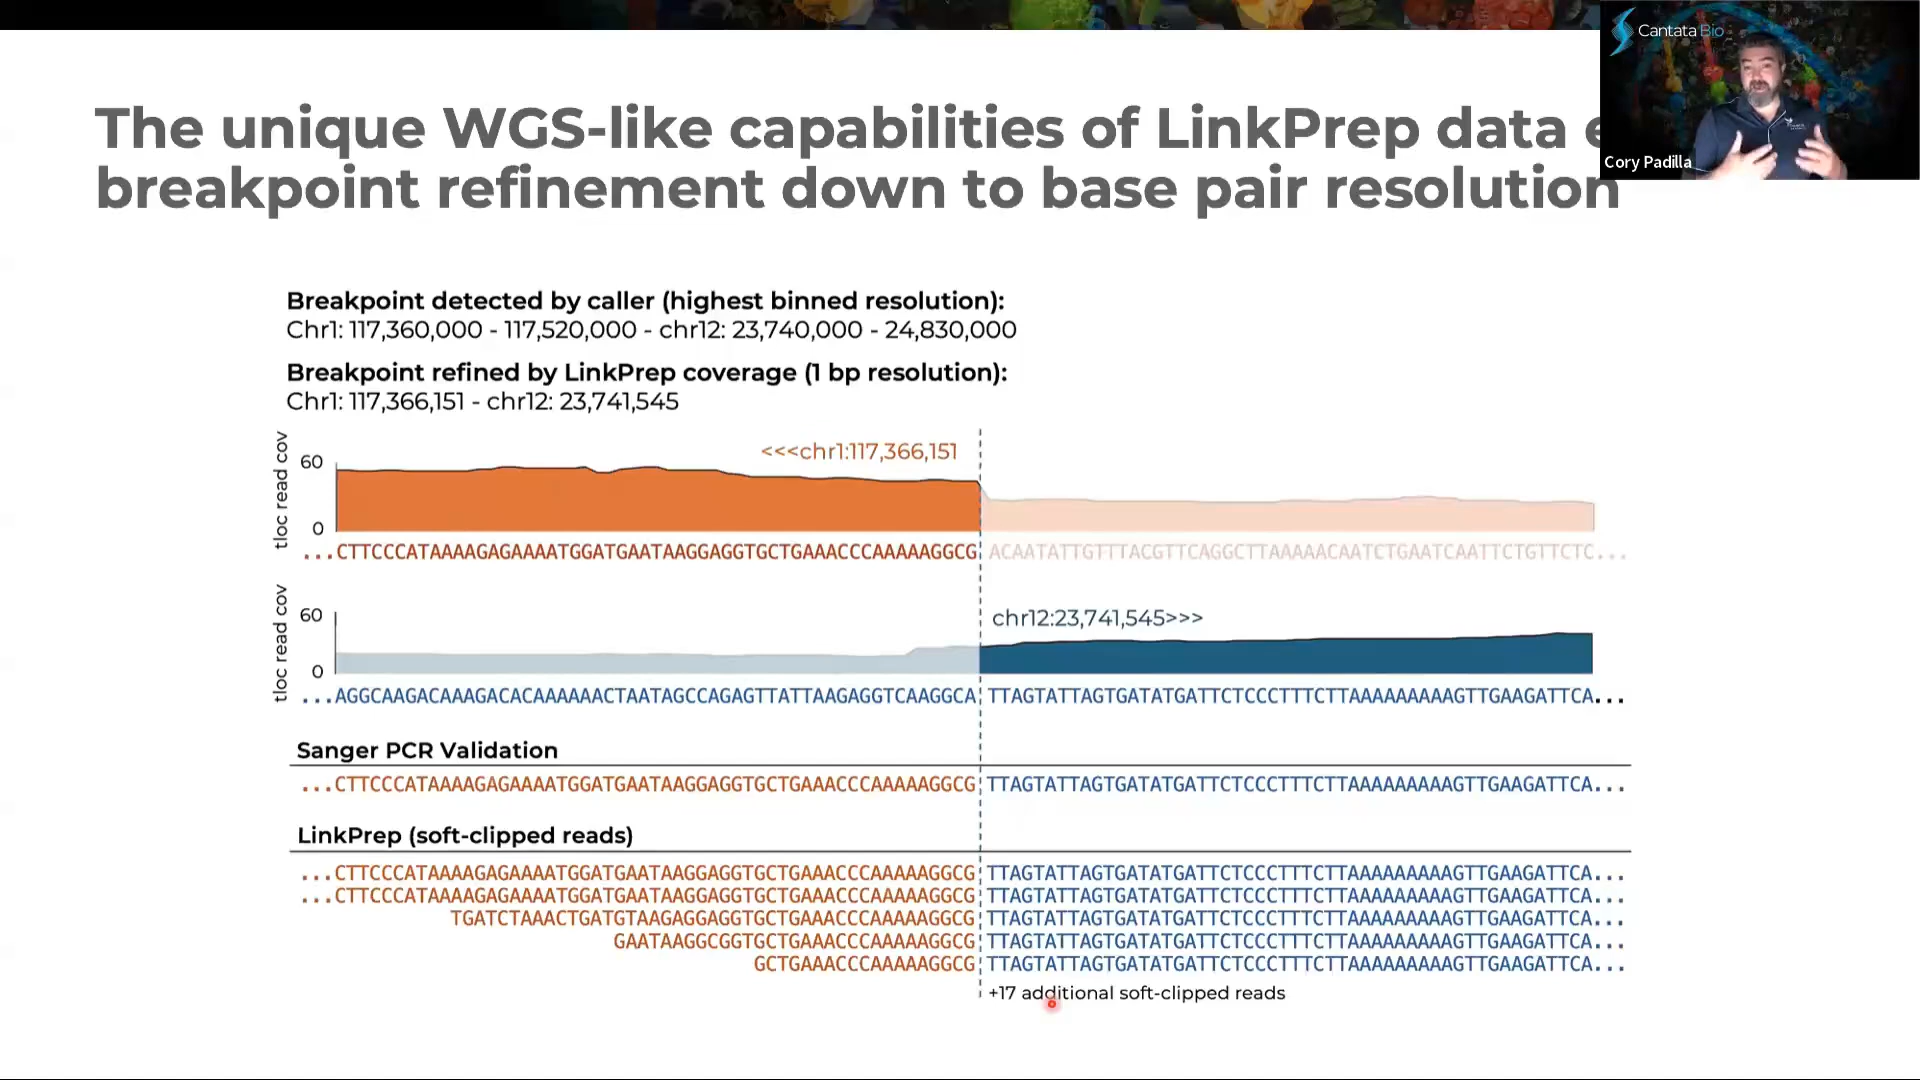 Cantata Bio
Cory Padilla
The unique WGS-like capabilities of LinkPrep data
breakpoint refinement down to base pair resolution
Breakpoint detected by caller (highest binned resolution):
Chr1: 117,360,000 - 117,520,000 - chr12: 23,740,000 - 24,830,000
Breakpoint refined by LinkPrep coverage (1 bp resolution):
Chr1: 117,366,151 - chr12: 23,741,545
tloc read cov
60
0
<<<chr1:117,366,151
...CTTCCCATAAAAGAGAAAATGGATGAATAAGGAGGTGCTGAAACCCAAAAAGGCG ACAATATTGTTTACGTTCAGGCTTAAAAACAATCTGAATCAATTCTGTTCTC...
tloc read cov
60
0
chr12:23,741,545>>>
...AGGCAAGACAAAGACACAAAAAACTAATAGCCAGAGTTATTAAGAGGTCAAGGCA TTAGTATTAGTGATATGATTCTCCCTTTCTTAAAAAAAAAGTTGAAGATTCA...
Sanger PCR Validation
...CTTCCCATAAAAGAGAAAATGGATGAATAAGGAGGTGCTGAAACCCAAAAAGGCG TTAGTATTAGTGATATGATTCTCCCTTTCTTAAAAAAAAAGTTGAAGATTCA...
LinkPrep (soft-clipped reads)
...CTTCCCATAAAAGAGAAAATGGATGAATAAGGAGGTGCTGAAACCCAAAAAGGCG TTAGTATTAGTGATATGATTCTCCCTTTCTTAAAAAAAAAGTTGAAGATTCA...
...CTTCCCATAAAAGAGAAAATGGATGAATAAGGAGGTGCTGAAACCCAAAAAGGCG TTAGTATTAGTGATATGATTCTCCCTTTCTTAAAAAAAAAGTTGAAGATTCA...
TGATCTAAACTGATGTAAGAGGAGGTGCTGAAACCCAAAAAGGCG TTAGTATTAGTGATATGATTCTCCCTTTCTTAAAAAAAAAGTTGAAGATTCA...
GAATAAGGCGGTGCTGAAACCCAAAAAGGCG TTAGTATTAGTGATATGATTCTCCCTTTCTTAAAAAAAAAGTTGAAGATTCA...
GCTGAAACCCAAAAAGGCG TTAGTATTAGTGATATGATTCTCCCTTTCTTAAAAAAAAAGTTGAAGATTCA...
+17 additional soft-clipped reads